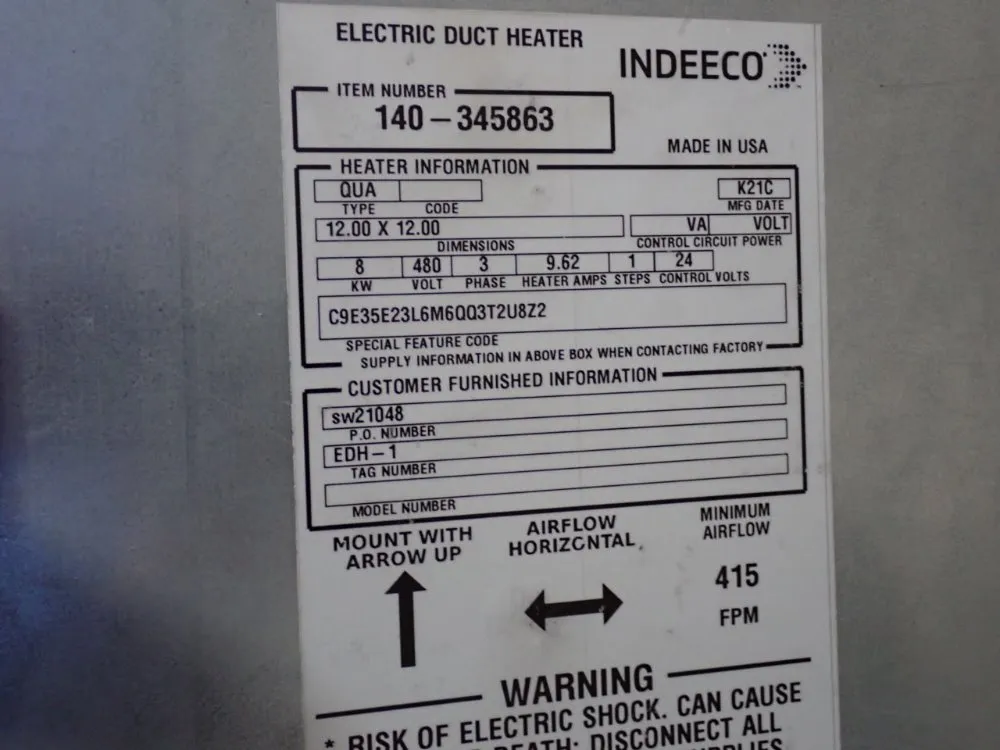 ELECTRIC DUCT HEATER
INDEECO
ITEM NUMBER
140-345863
MADE IN USA
HEATER INFORMATION
QUA
K21C
TYPE CODE
MFG DATE
12.00 X 12.00
VA VOLT
DIMENSIONS
CONTROL CIRCUIT POWER
8 480 3 9.62 1 24
KW VOLT PHASE HEATER AMPS STEPS CONTROL VOLTS
C9E35E23L6M6QQ3T2U8Z2
SPECIAL FEATURE CODE
SUPPLY INFORMATION IN ABOVE BOX WHEN CONTACTING FACTORY
CUSTOMER FURNISHED INFORMATION
sw21048
P.O. NUMBER
EDH-1
TAG NUMBER
MODEL NUMBER
MOUNT WITH
ARROW UP
AIRFLOW
HORIZONTAL
MINIMUM
AIRFLOW
415
FPM
WARNING
* RISK OF ELECTRIC SHOCK. CAN CAUSE
DEATH: DISCONNECT ALL